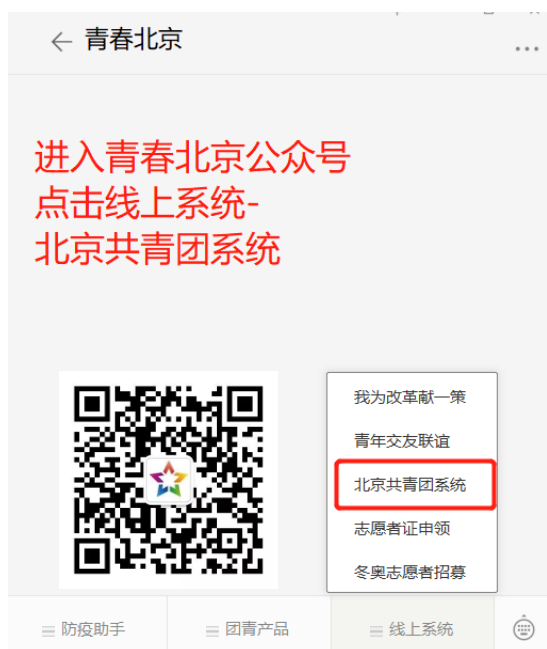 青春北京
进入青春北京公众号
点击线上系统-
北京共青团系统
我为改革献一策
青年交友联谊
北京共青团系统
志愿者证申领
冬奥志愿者招募
防疫助手
团青产品
线上系统